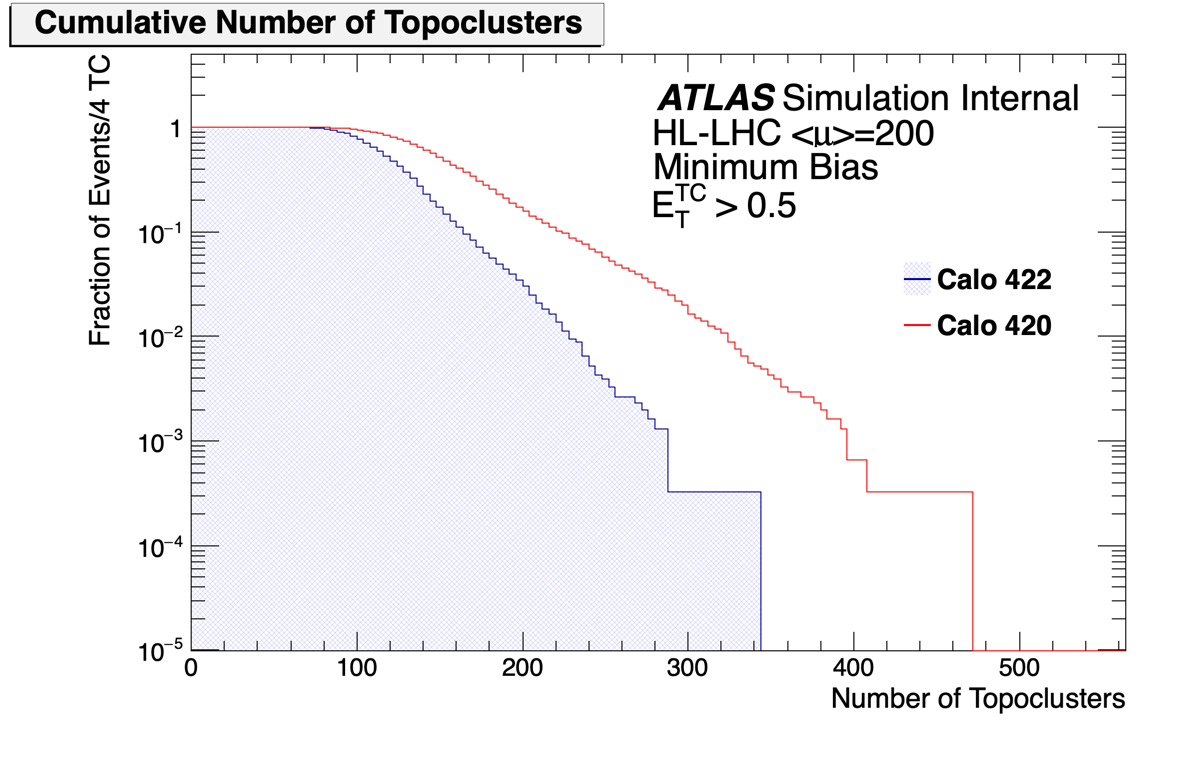 Cumulative Number of Topoclusters
Fraction of Events/4 TC
ATLAS Simulation Internal
HL-LHC <μ>=200
Minimum Bias
E_T^TC > 0.5
Calo 422
Calo 420
1
10⁻¹
10⁻²
10⁻³
10⁻⁴
10⁻⁵
0 100 200 300 400 500
Number of Topoclusters